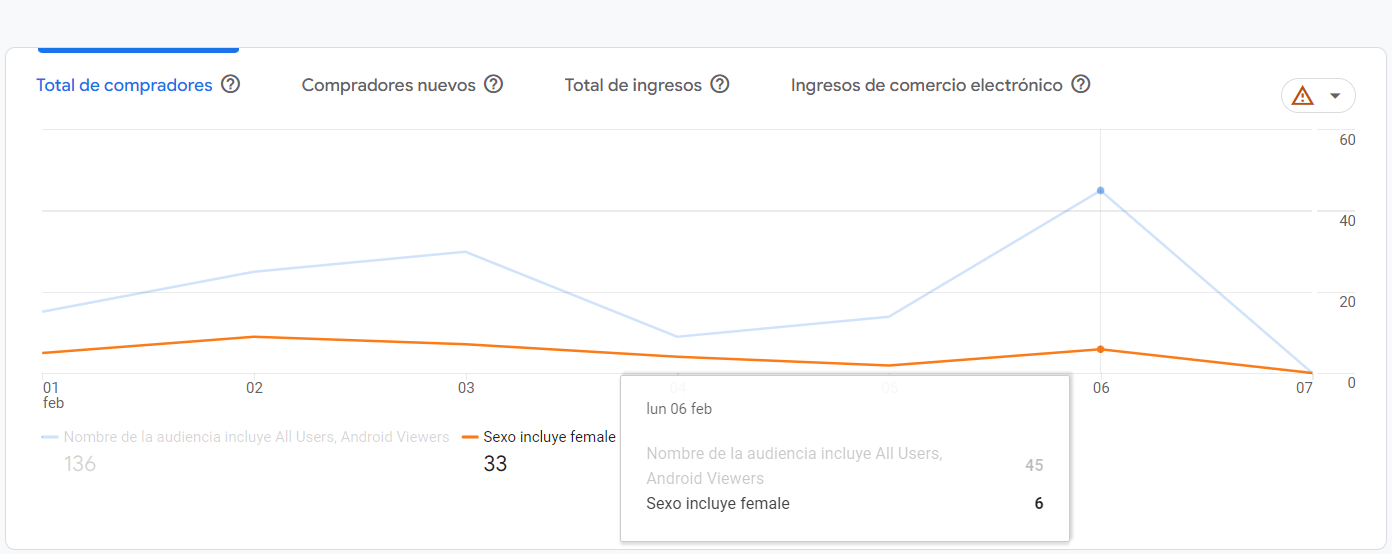 Total de compradores
Compradores nuevos
Total de ingresos
Ingresos de comercio electrónico
60
40
20
0
01
feb
02
03
04
05
06
07
Nombre de la audiencia incluye All Users, Android Viewers
136
Sexo incluye female
33
lun 06 feb
Nombre de la audiencia incluye All Users,
Android Viewers
45
Sexo incluye female
6